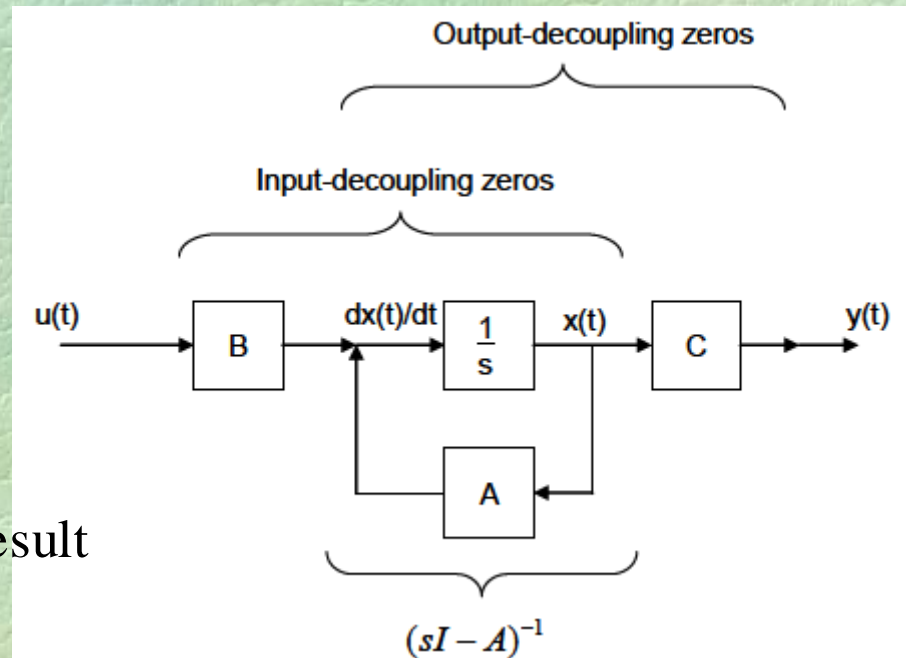 Output-decoupling zeros
Input-decoupling zeros
u(t) B dx(t)/dt 1/s x(t) C y(t)
A
esult
(sI − A)⁻¹